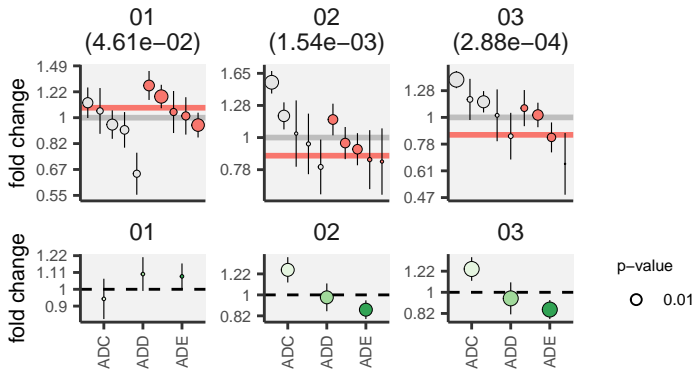 01
(4.61e−02)
02
(1.54e−03)
03
(2.88e−04)
fold change
1.49
1.22
1
0.82
0.67
0.55
1.65
1.28
1
0.78
1.28
1
0.78
0.61
0.47
01
02
03
fold change
1.22
1.11
1
0.9
1.22
1
0.82
1.22
1
0.82
ADC
ADD
ADE
ADC
ADD
ADE
ADC
ADD
ADE
p−value
0.01